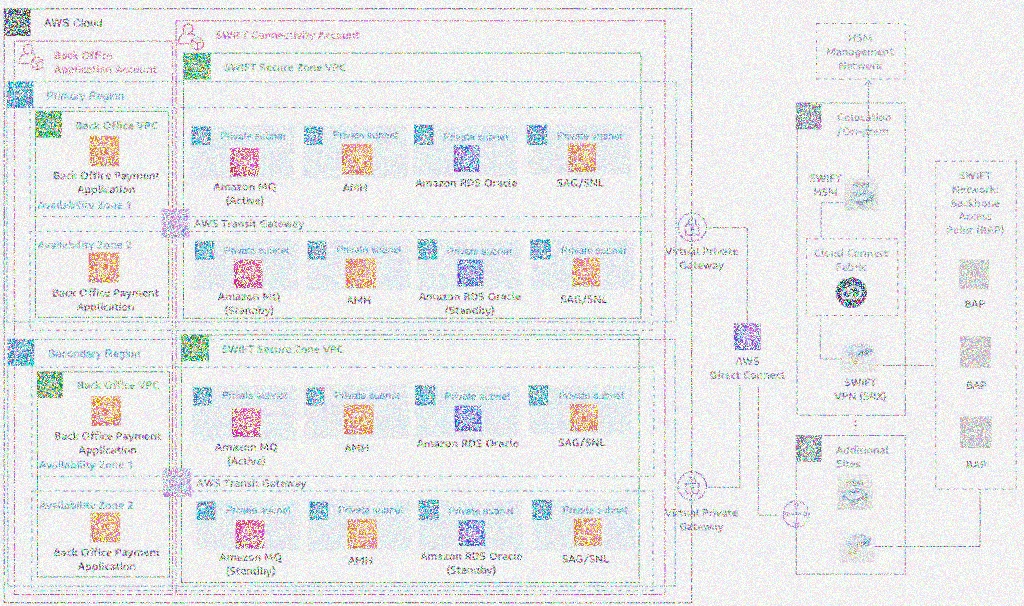 AWS Cloud
SWIFT Connectivity Account
Back Office
Application Account
SWIFT Secure Zone VPC
Primary Region
Back Office VPC
Back Office Payment
Application
Availability Zone 1
Private subnet
Private subnet
Private subnet
Private subnet
Amazon MQ
(Active)
AMH
Amazon RDS Oracle
SAG/SNL
AWS Transit Gateway
Availability Zone 2
Back Office Payment
Application
Private subnet
Private subnet
Private subnet
Private subnet
Amazon MQ
(Standby)
AMH
Amazon RDS Oracle
(Standby)
SAG/SNL
Virtual Private
Gateway
Secondary Region
SWIFT Secure Zone VPC
Back Office VPC
Back Office Payment
Application
Availability Zone 1
Private subnet
Private subnet
Private subnet
Private subnet
Amazon MQ
(Active)
AMH
Amazon RDS Oracle
SAG/SNL
AWS Transit Gateway
Availability Zone 2
Back Office Payment
Application
Private subnet
Private subnet
Private subnet
Private subnet
Amazon MQ
(Standby)
AMH
Amazon RDS Oracle
(Standby)
SAG/SNL
Virtual Private
Gateway
AWS
Direct Connect
HSM
Management
Network
Colocation
/On-prem
SWIFT
HSM
Cloud Connect
Fabric
SWIFT
VPN (SRX)
Additional
Sites
SWIFT
Network:
Backbone
Access
Point (BAP)
BAP
BAP
BAP